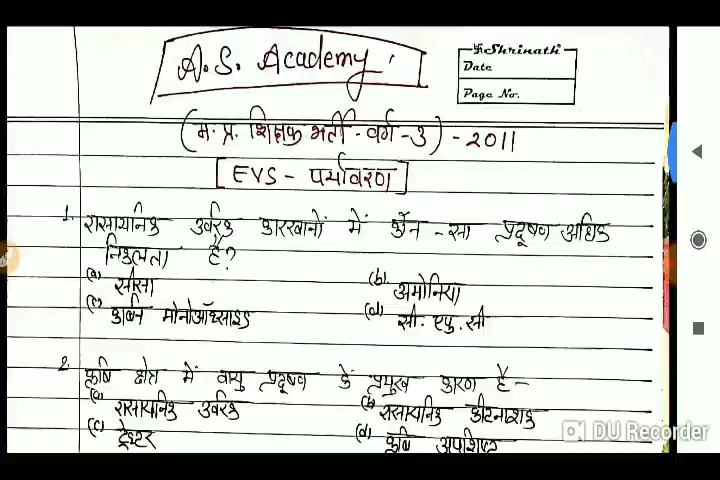 A. S. Academy
Shrinath
Date
Page No.
(म. प्र. शिक्षक भर्ती - वर्ग - 3) - 2011
[EVS - पर्यावरण]
1. रासायनिक उर्वरक कारखानों में कौन - सा प्रदूषण अधिक
निकलता है?
(a) सीसा (b) अमोनिया
(c) कार्बन मोनोऑक्साइड (d) सी. एफ. सी
2. कृषि क्षेत्र में वायु प्रदूषण के प्रमुख कारण है -
(a) रासायनिक उर्वरक (b) रासायनिक कीटनाशक
(c) ट्रेक्टर (d) कृषि अपशिष्ट
DU Recorder